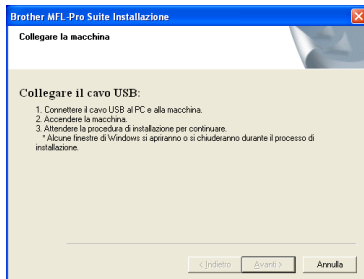 Brother MFL-Pro Suite Installazione
Collegare la macchina
Collegare il cavo USB:
1. Connettere il cavo USB al PC e alla macchina.
2. Accendere la macchina.
3. Attendere la procedura di installazione per continuare.
* Alcune finestre di Windows si apriranno o si chiuderanno durante il processo di
installazione.
< Indietro
Avanti >
Annulla